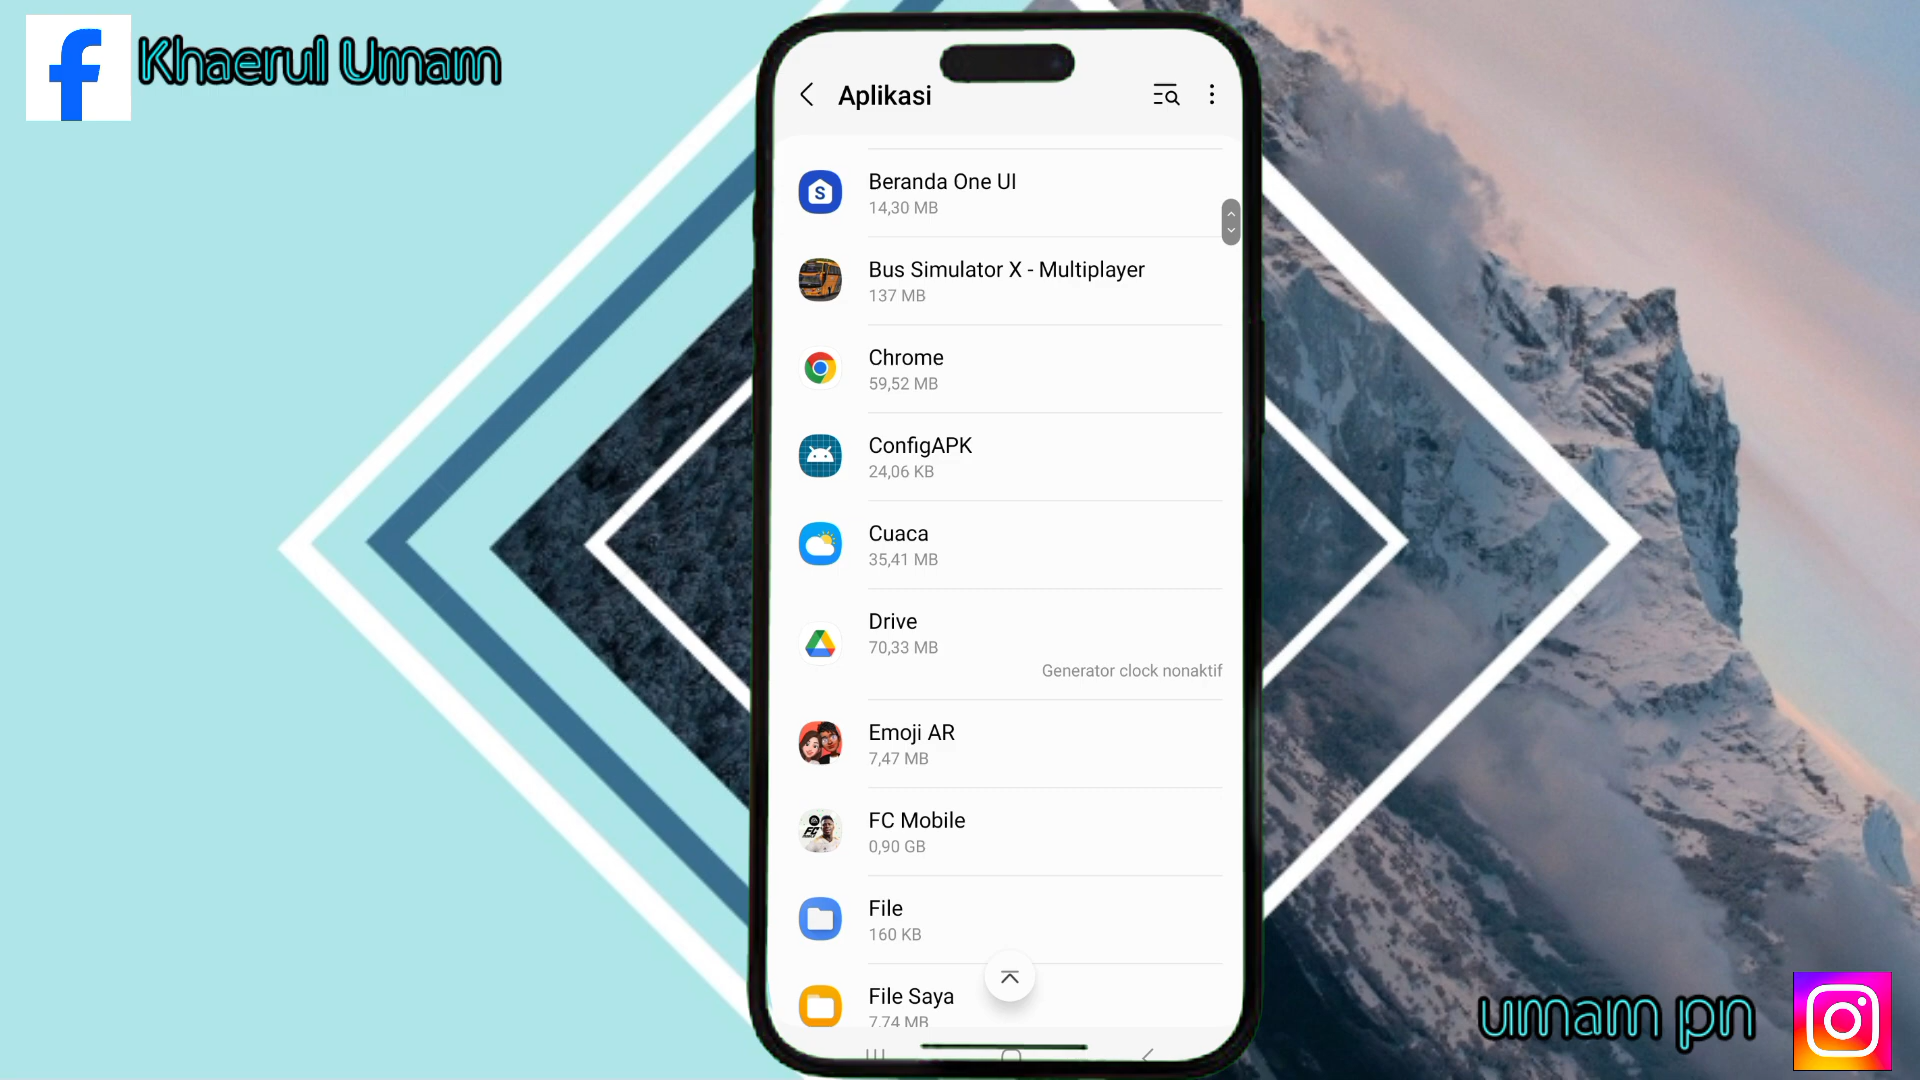 Khaerul Umam
Aplikasi
Beranda One UI
14,30 MB
Bus Simulator X - Multiplayer
137 MB
Chrome
59,52 MB
ConfigAPK
24,06 KB
Cuaca
35,41 MB
Drive
70,33 MB
Generator clock nonaktif
Emoji AR
7,47 MB
FC Mobile
0,90 GB
File
160 KB
File Saya
7,74 MB
umam pn